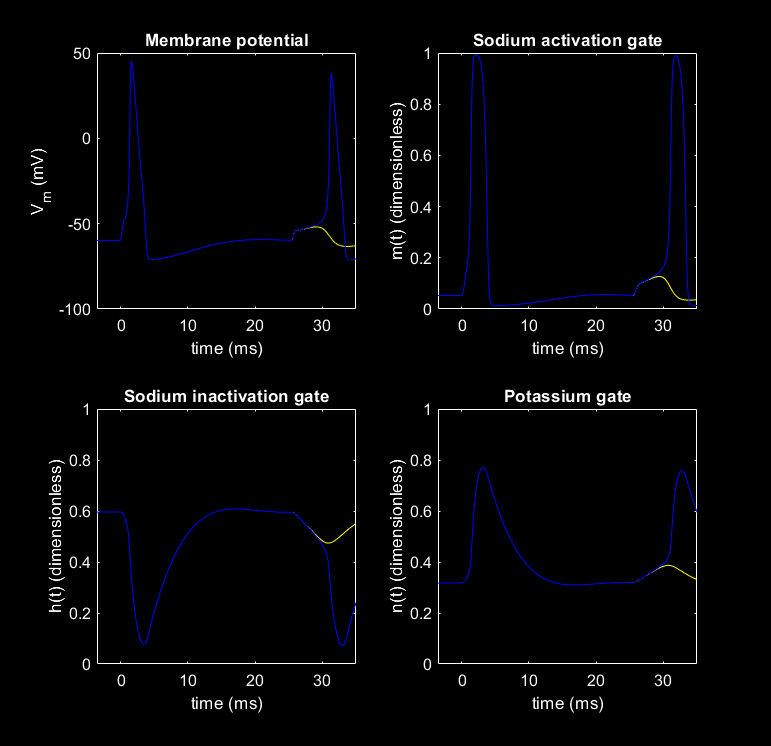 Membrane potential
50
0
-50
-100
V_m (mV)
0 10 20 30
time (ms)
Sodium activation gate
1
0.8
0.6
0.4
0.2
0
m(t) (dimensionless)
0 10 20 30
time (ms)
Sodium inactivation gate
1
0.8
0.6
0.4
0.2
0
h(t) (dimensionless)
0 10 20 30
time (ms)
Potassium gate
1
0.8
0.6
0.4
0.2
0
n(t) (dimensionless)
0 10 20 30
time (ms)